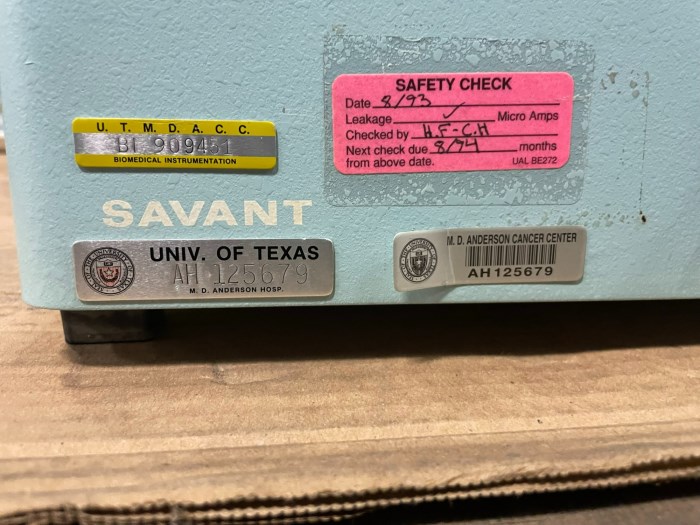 U. T. M. D. A. C. C.
BI 909451
BIOMEDICAL INSTRUMENTATION
SAVANT
UNIV. OF TEXAS
AH 125679
M. D. ANDERSON HOSP.
SAFETY CHECK
Date 8/93
Leakage ✓ Micro Amps
Checked by H.F-C.H
Next check due 8/94 months
from above date. UAL BE272
M. D. ANDERSON CANCER CENTER
AH125679